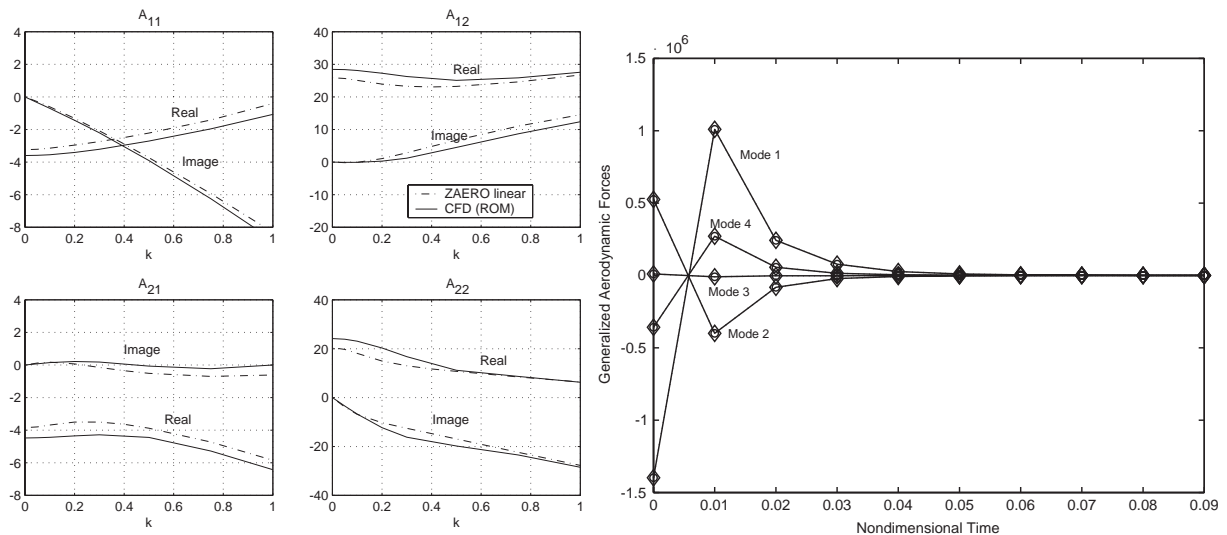 A11
4
2
0
-2
-4
-6
-8
Real
Image
0 0.2 0.4 0.6 0.8 1
k
A12
40
30
20
10
0
-10
-20
Real
Image
ZAERO linear
CFD (ROM)
0 0.2 0.4 0.6 0.8 1
k
A21
4
2
0
-2
-4
-6
-8
Image
Real
0 0.2 0.4 0.6 0.8 1
k
A22
40
20
0
-20
-40
Real
Image
0 0.2 0.4 0.6 0.8 1
k
· 10^6
1.5
1
0.5
0
-0.5
-1
-1.5
Generalized Aerodynamic Forces
Mode 1
Mode 4
Mode 3
Mode 2
0 0.01 0.02 0.03 0.04 0.05 0.06 0.07 0.08 0.09
Nondimensional Time